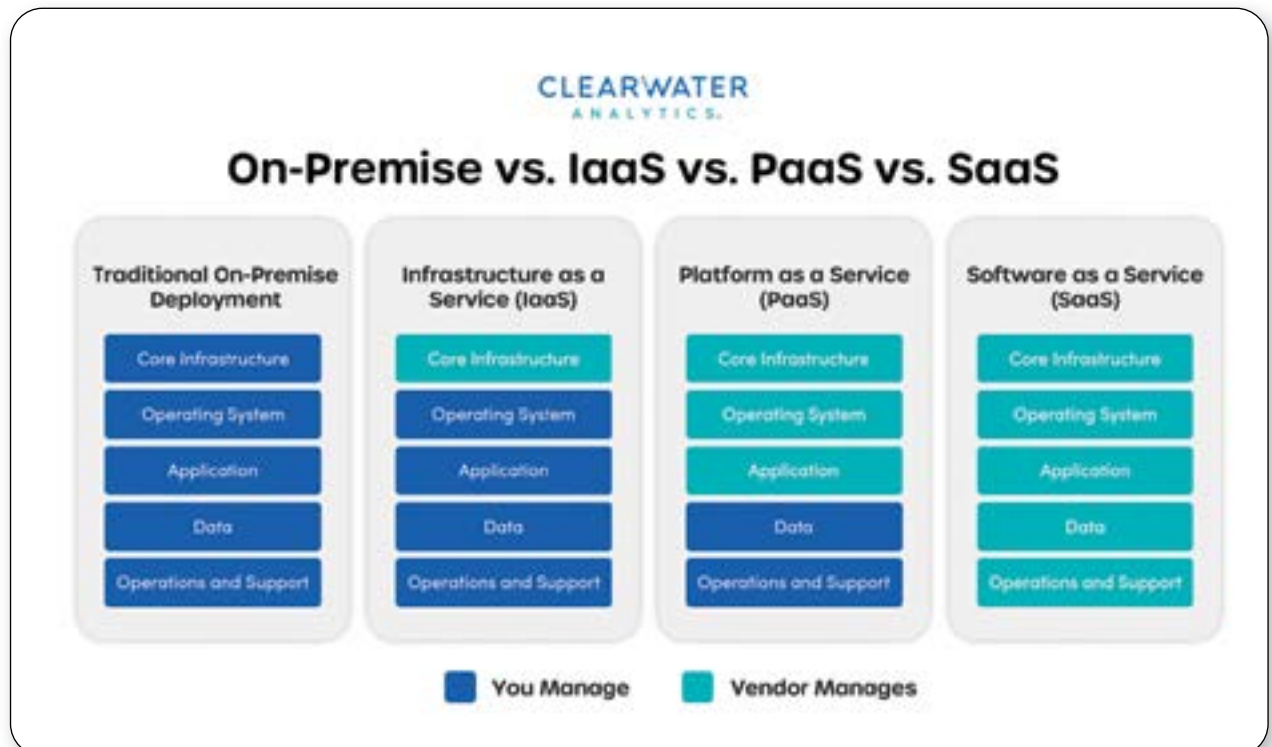 CLEARWATER
ANALYTICS.
On-Premise vs. IaaS vs. PaaS vs. SaaS
Traditional On-Premise
Deployment
Core Infrastructure
Operating System
Application
Data
Operations and Support
Infrastructure as a
Service (IaaS)
Core Infrastructure
Operating System
Application
Data
Operations and Support
Platform as a Service
(PaaS)
Core Infrastructure
Operating System
Application
Data
Operations and Support
Software as a Service
(SaaS)
Core Infrastructure
Operating System
Application
Data
Operations and Support
You Manage
Vendor Manages